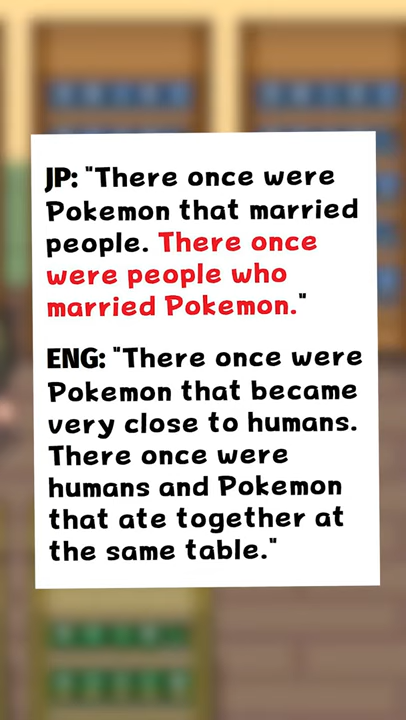 JP: "There once were
Pokemon that married
people. There once
were people who
married Pokemon."
ENG: "There once were
Pokemon that became
very close to humans.
There once were
humans and Pokemon
that ate together at
the same table."